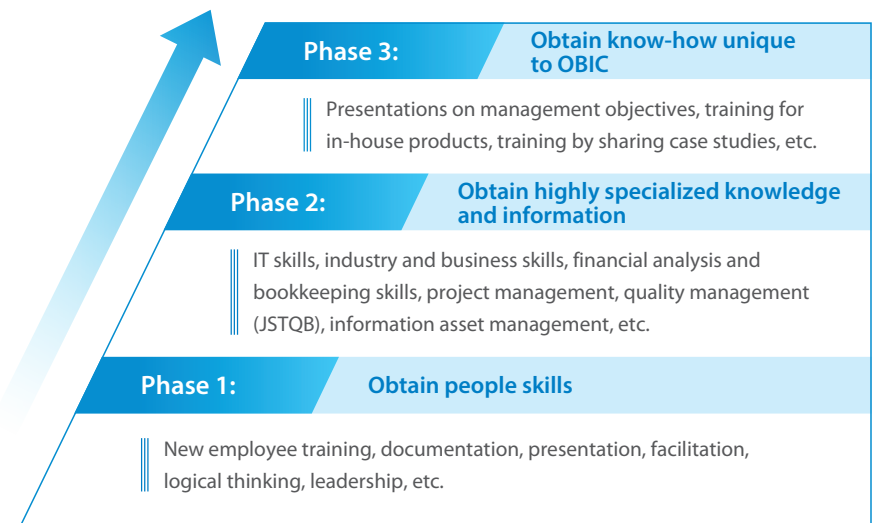 Phase 3:
Obtain know-how unique
to OBIC
Presentations on management objectives, training for
in-house products, training by sharing case studies, etc.
Phase 2:
Obtain highly specialized knowledge
and information
IT skills, industry and business skills, financial analysis and
bookkeeping skills, project management, quality management
(JSTQB), information asset management, etc.
Phase 1:
Obtain people skills
New employee training, documentation, presentation, facilitation,
logical thinking, leadership, etc.